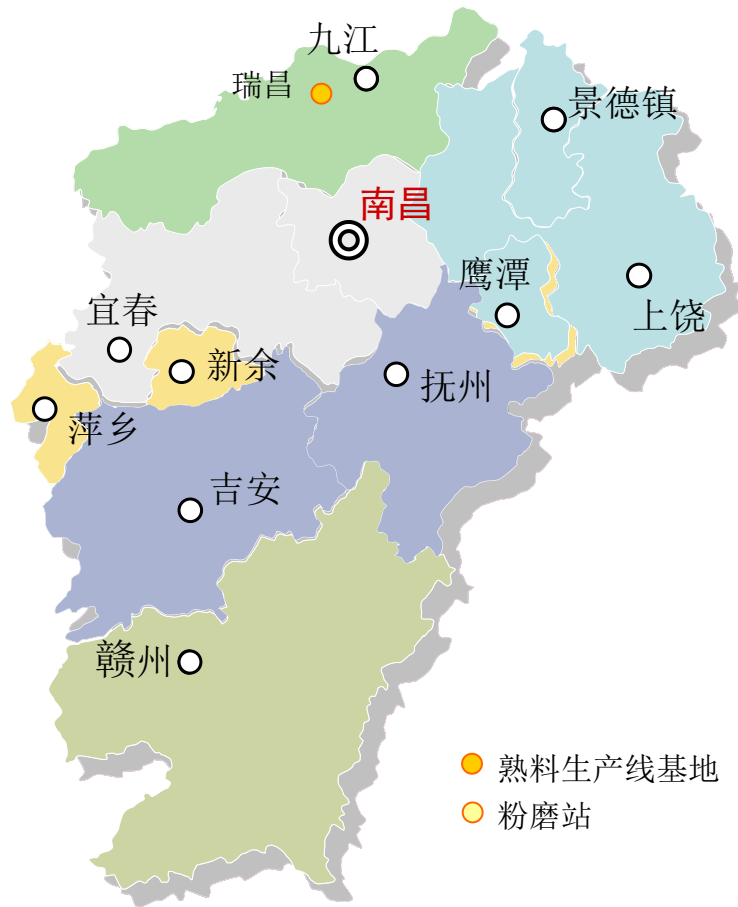 九江
瑞昌
景德镇
南昌
鹰潭
上饶
宜春
新余
抚州
萍乡
吉安
赣州
熟料生产线基地
粉磨站